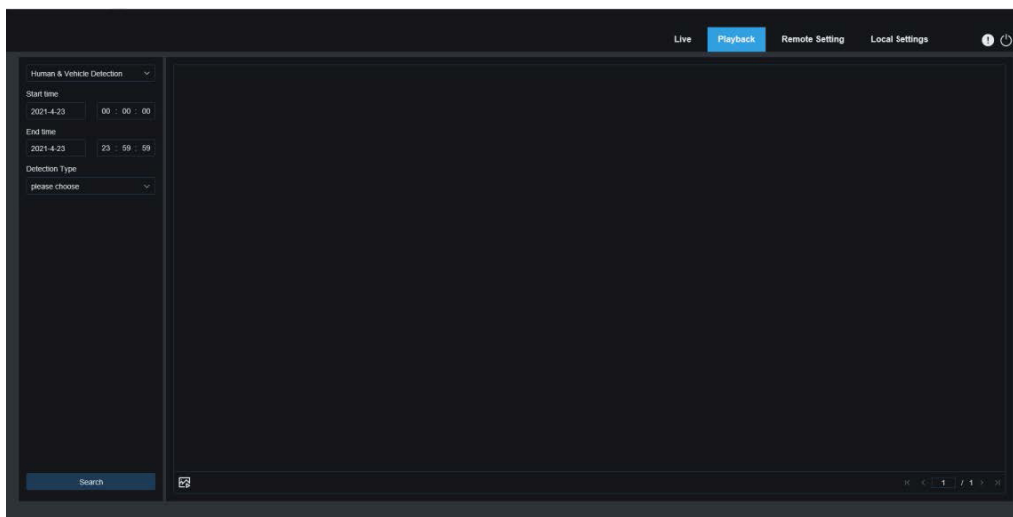 Live Playback Remote Setting Local Settings
Human & Vehicle Detection
Start time
2021-4-23 00 : 00 : 00
End time
2021-4-23 23 : 59 : 59
Detection Type
please choose
Search
1 / 1